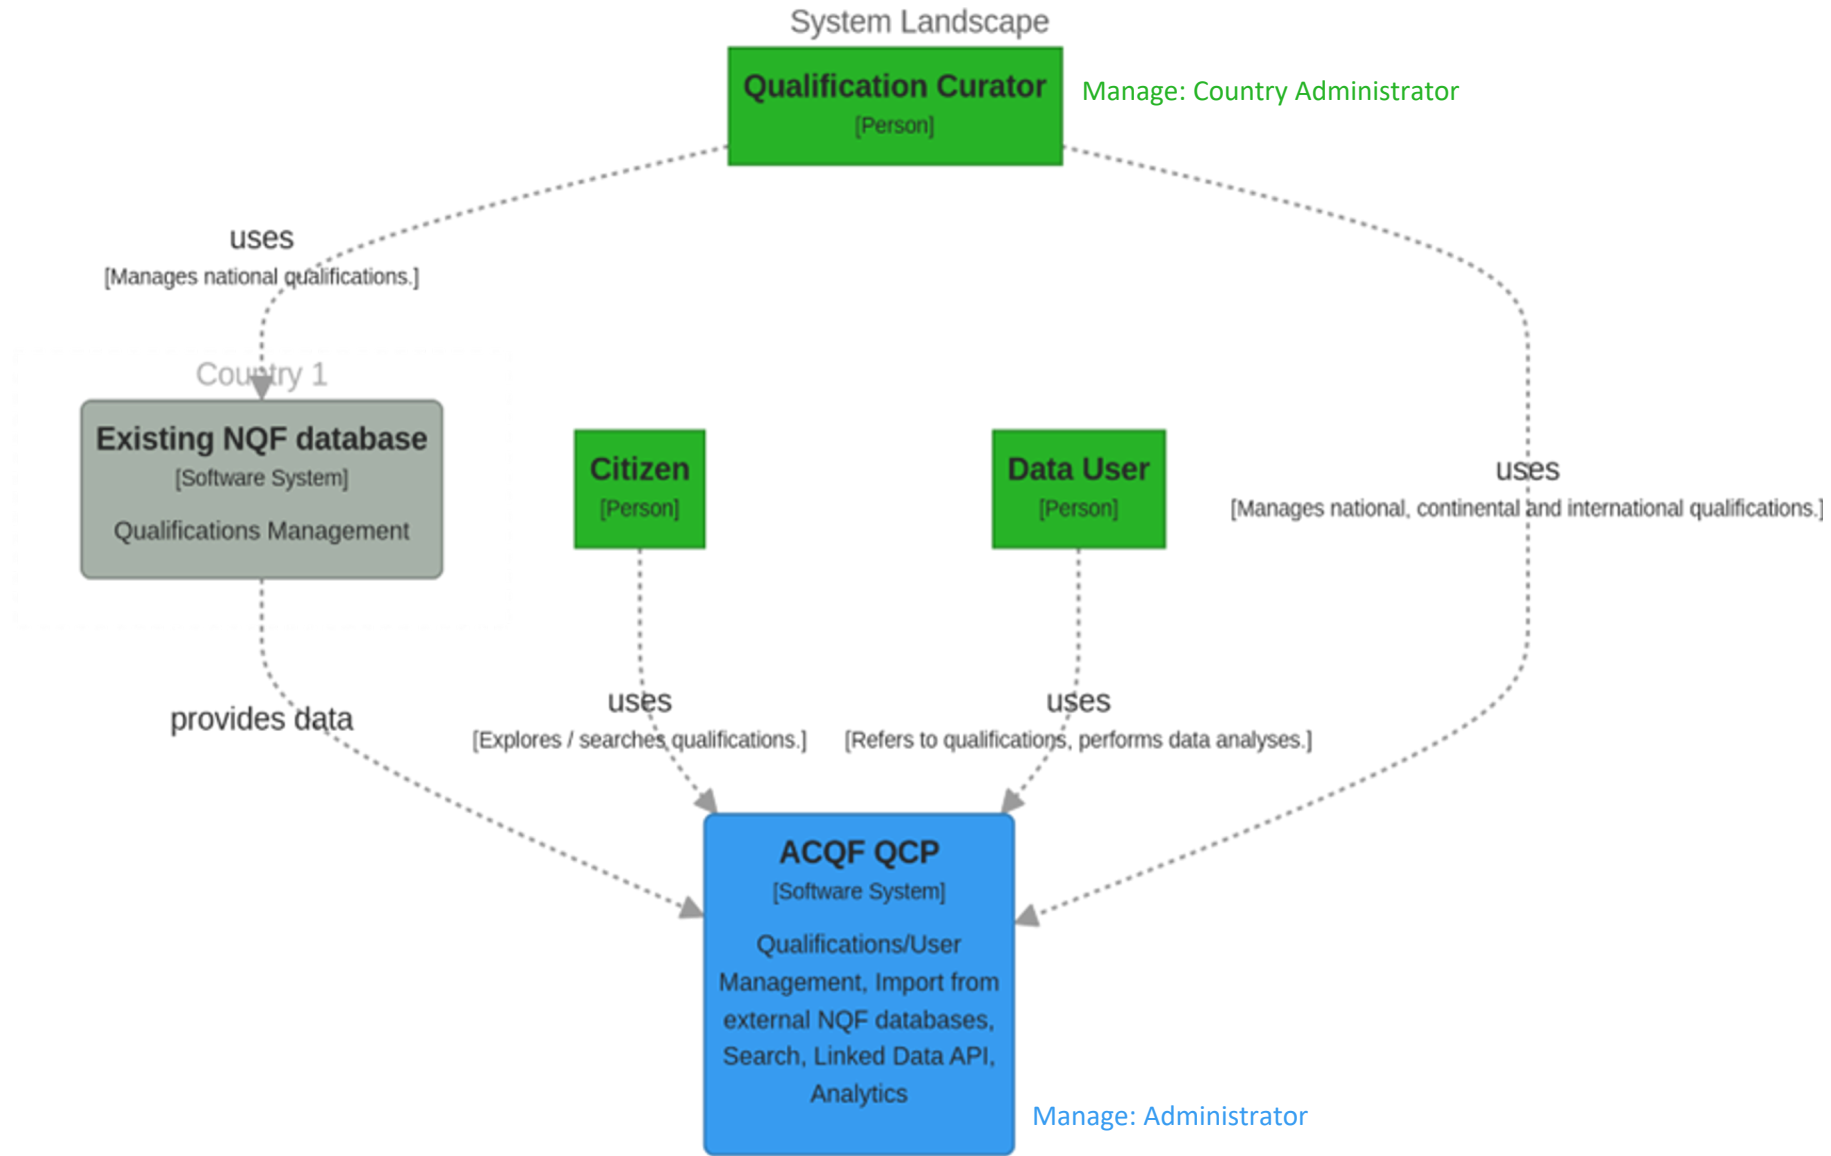 System Landscape
Qualification Curator
[Person]
Manage: Country Administrator
uses
[Manages national qualifications.]
Country 1
Existing NQF database
[Software System]
Qualifications Management
Citizen
[Person]
Data User
[Person]
uses
[Manages national, continental and international qualifications.]
provides data
uses
[Explores / searches qualifications.]
uses
[Refers to qualifications, performs data analyses.]
ACQF QCP
[Software System]
Qualifications/User
Management, Import from
external NQF databases,
Search, Linked Data API,
Analytics
Manage: Administrator